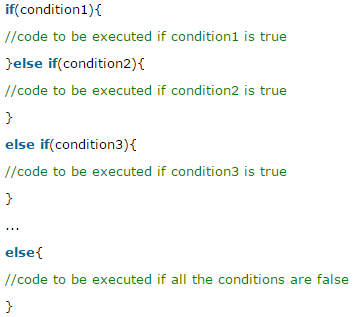 if(condition1){
//code to be executed if condition1 is true
}else if(condition2){
//code to be executed if condition2 is true
}
else if(condition3){
//code to be executed if condition3 is true
}
...
else{
//code to be executed if all the conditions are false
}